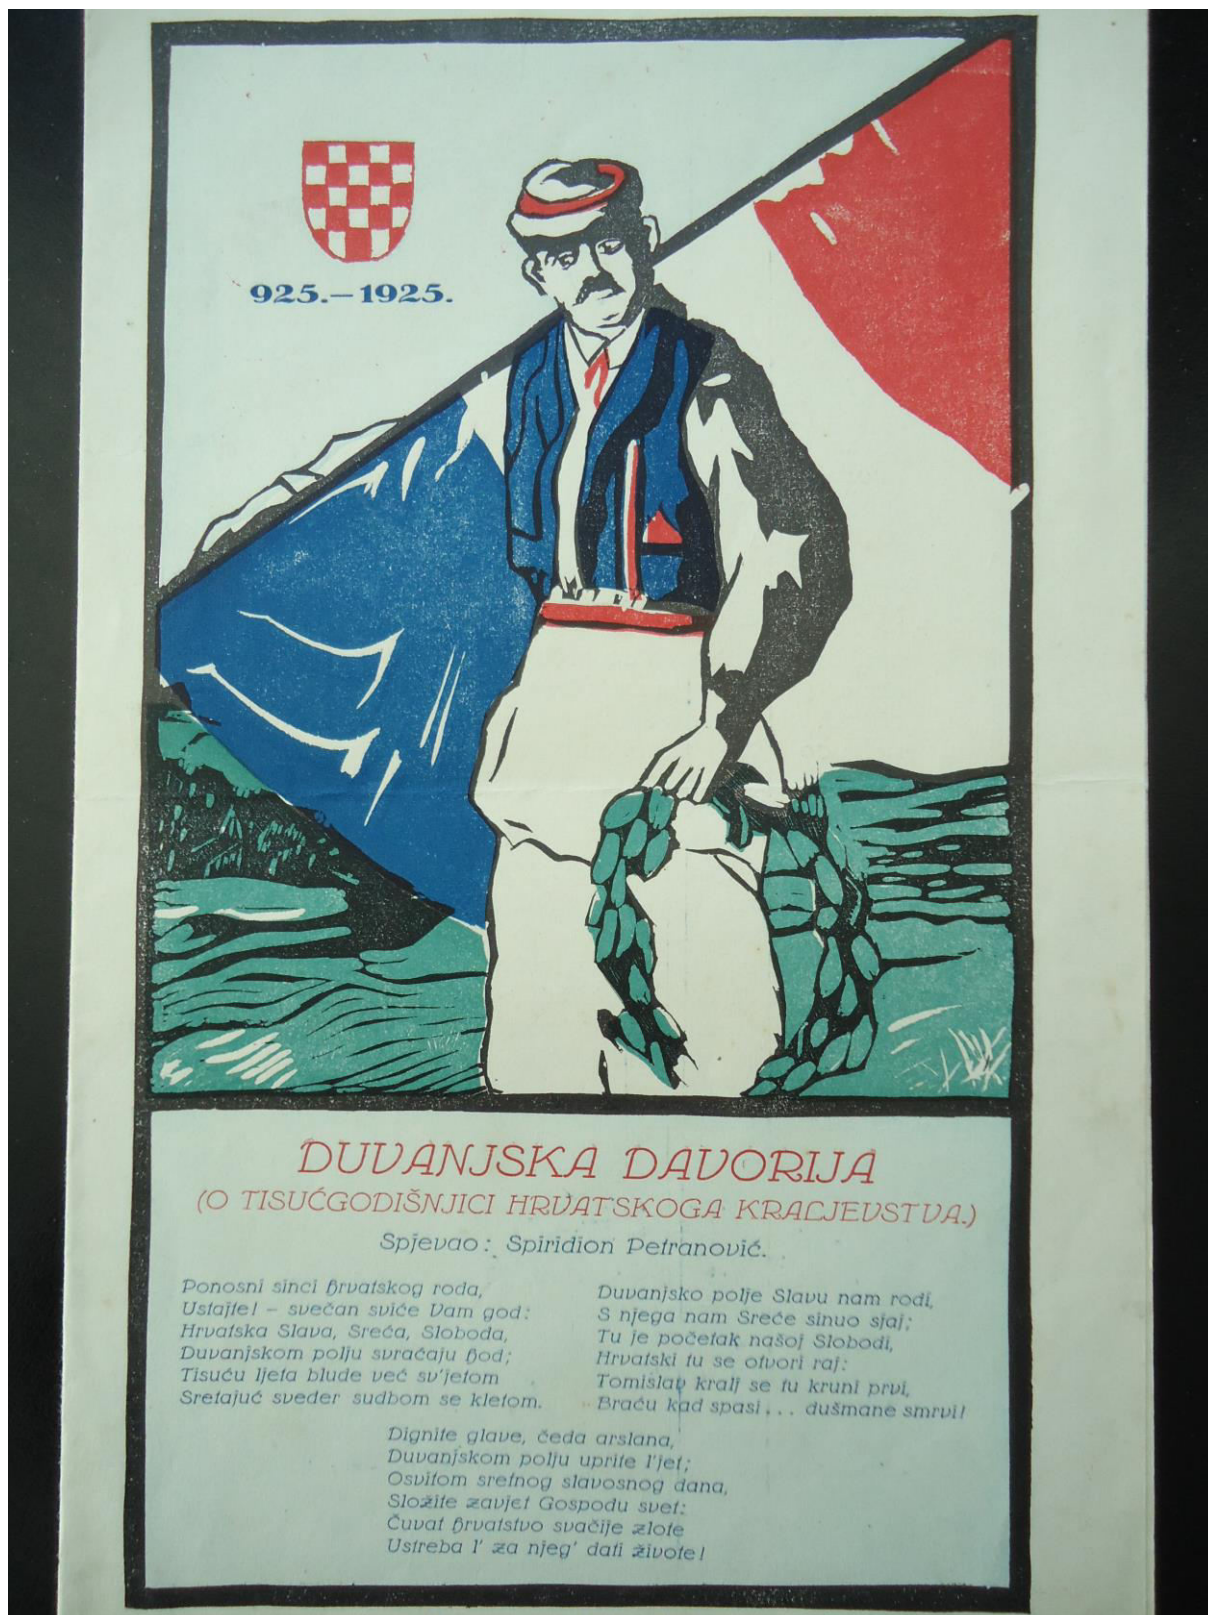 925.–1925.
DUVANJSKA DAVORIJA
(O TISUĆGODIŠNJICI HRVATSKOGA KRALJEVSTVA.)
Spjevao: Spiridion Petranović.
Ponosni sinci hrvatskog roda,
Ustajte! – svečan sviće Vam god:
Hrvatska Slava, Sreća, Sloboda,
Duvanjskom polju svraćaju hod;
Tisuću ljeta blude već sv'jetom
Sretajuć sveder sudbom se kletom.
Duvanjsko polje Slavu nam rodi,
S njega nam Sreće sinuo sjaj;
Tu je početak našoj Slobodi,
Hrvatski tu se otvori raj:
Tomislav kralj se tu kruni prvi,
Braću kad spasi... dušmane smrvi!
Dignite glave, čeda arslana,
Duvanjskom polju uprite l'jet;
Osvitom sretnog slavosnog dana,
Složite zavjet Gospodu svet:
Čuvat hrvatstvo svačije zlote
Ustreba l' za njeg' dati živote!